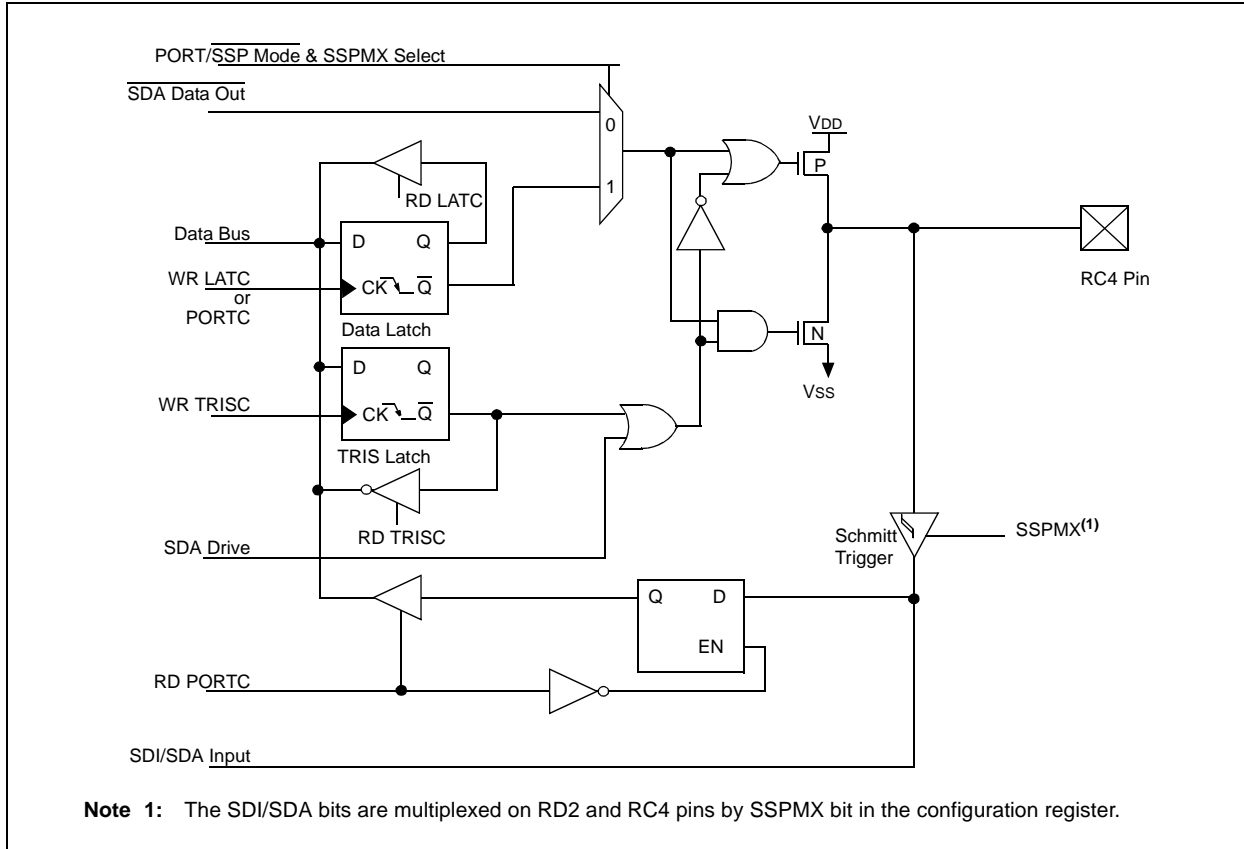 PORT/SSP Mode & SSPMX Select
SDA Data Out
0
1
VDD
P
RD LATC
Data Bus
D Q
WR LATC
or
PORTC
CK Q
Data Latch
RC4 Pin
N
VSS
D Q
WR TRISC
CK Q
TRIS Latch
RD TRISC
SDA Drive
Schmitt
Trigger
SSPMX(1)
Q D
EN
RD PORTC
SDI/SDA Input
Note 1: The SDI/SDA bits are multiplexed on RD2 and RC4 pins by SSPMX bit in the configuration register.